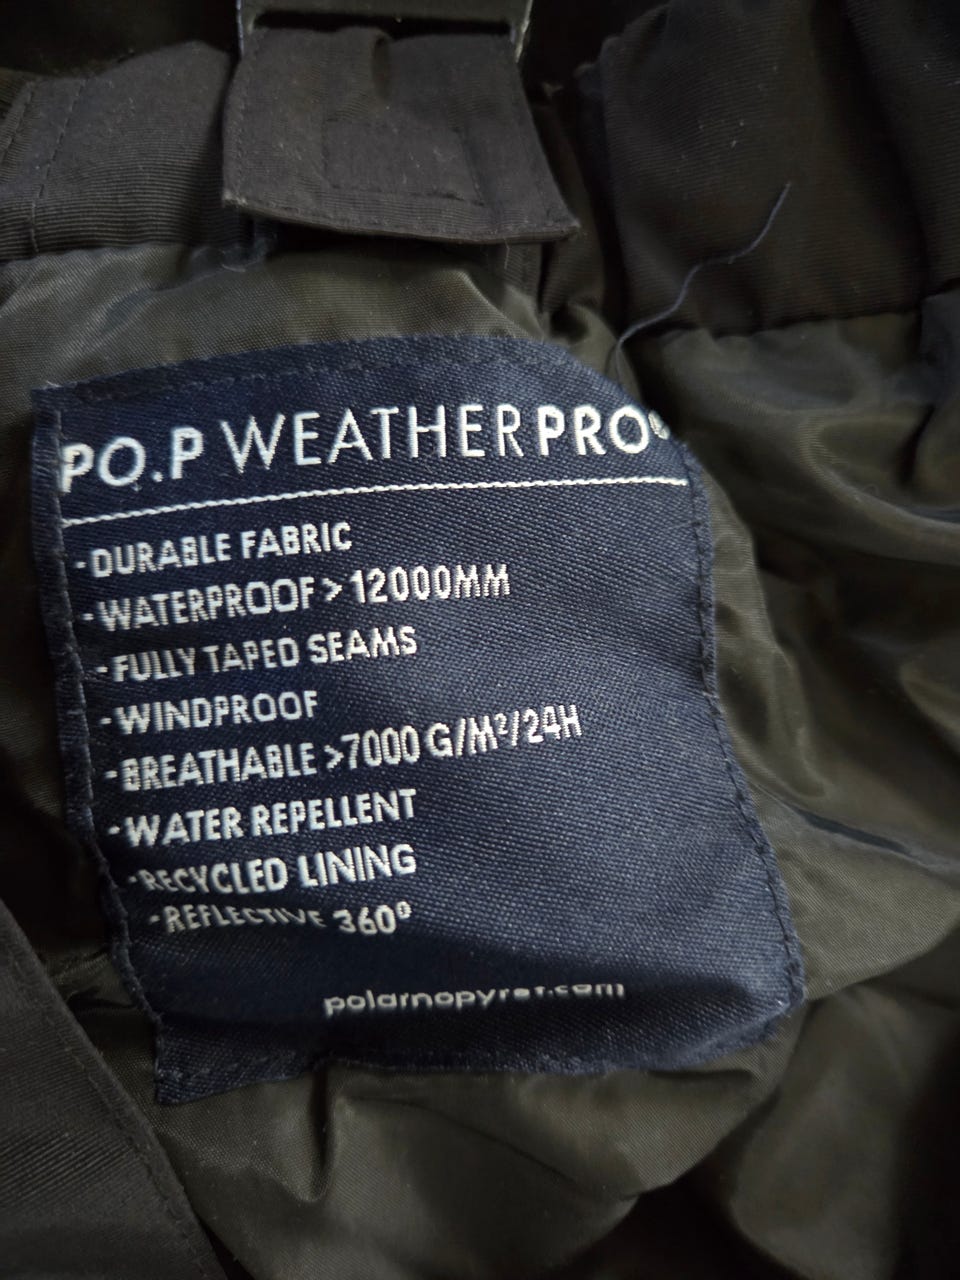 PO.P WEATHERPRO®
-DURABLE FABRIC
-WATERPROOF>12000MM
-FULLY TAPED SEAMS
-WINDPROOF
-BREATHABLE >7000 G/M²/24H
-WATER REPELLENT
-RECYCLED LINING
-REFLECTIVE 360°
polarnopyret.com